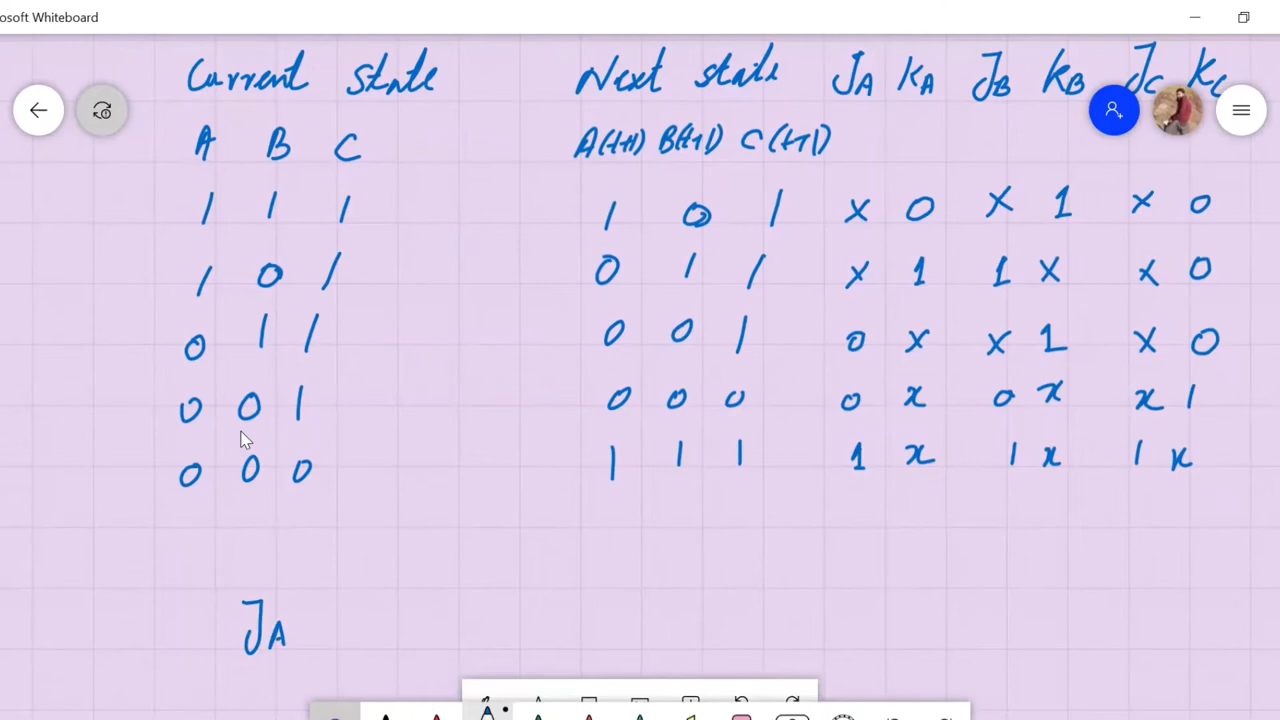 osoft Whiteboard
Current State Next state JA KA JB KB JC KC
A B C A(t+1) B(t+1) C(t+1)
1 1 1 1 0 1 x 0 x 1 x 0
1 0 1 0 1 1 x 1 1 x x 0
0 1 1 0 0 1 0 x x 1 x 0
0 0 1 0 0 0 0 x 0 x x 1
0 0 0 1 1 1 1 x 1 x 1 x
JA